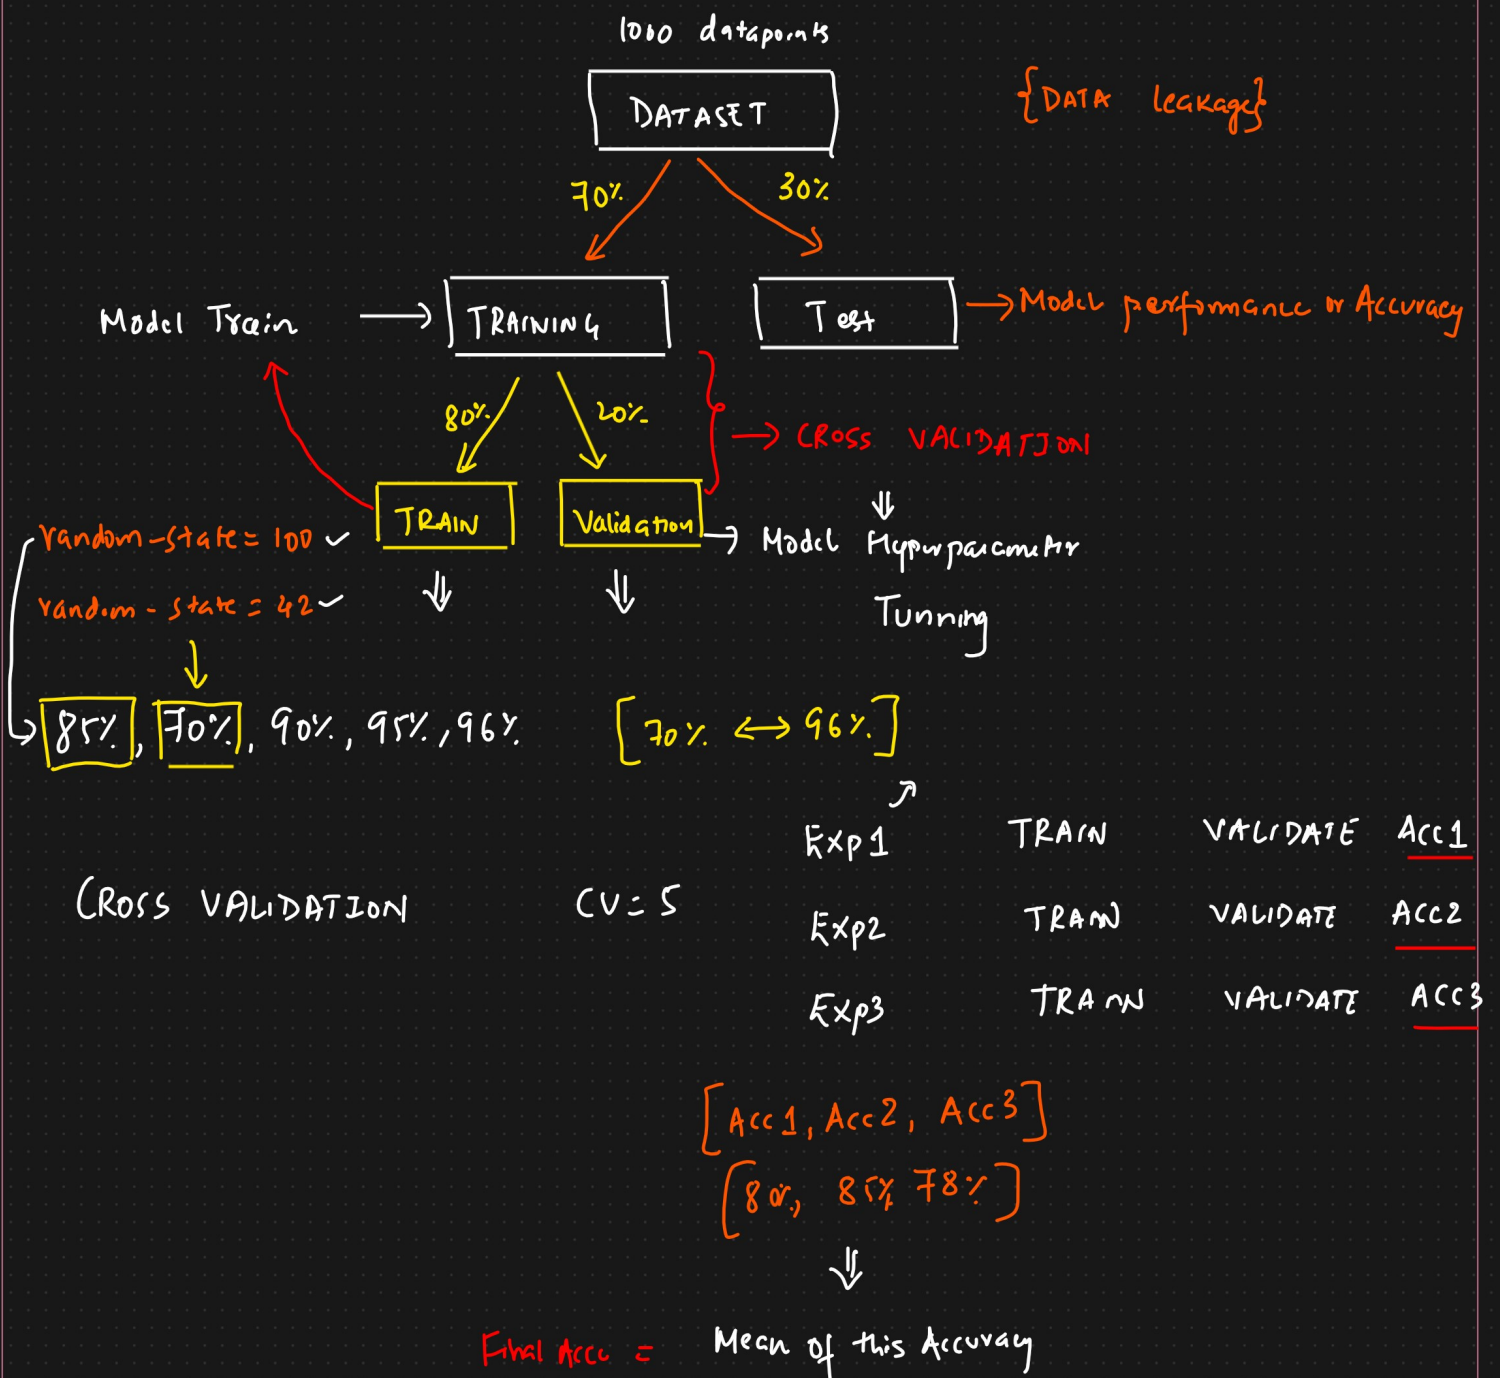 1000 datapoints
DATASET
{DATA leakage}
70% 30%
Model Train → TRAINING Test → Model performance or Accuracy
80% 20%
→ CROSS VALIDATION
TRAIN Validation → Model Hyperparameter
Tunning
random-state = 100 ✓
random-state = 42 ✓
85%, 70%, 90%, 95%, 96% [70% ↔ 96%]
Exp1 TRAIN VALIDATE Acc1
CROSS VALIDATION CV=5
Exp2 TRAIN VALIDATE ACC2
Exp3 TRAIN VALIDATE ACC3
[Acc1, Acc2, Acc3]
[80%, 85% 78%]
Final Accu = Mean of this Accuracy